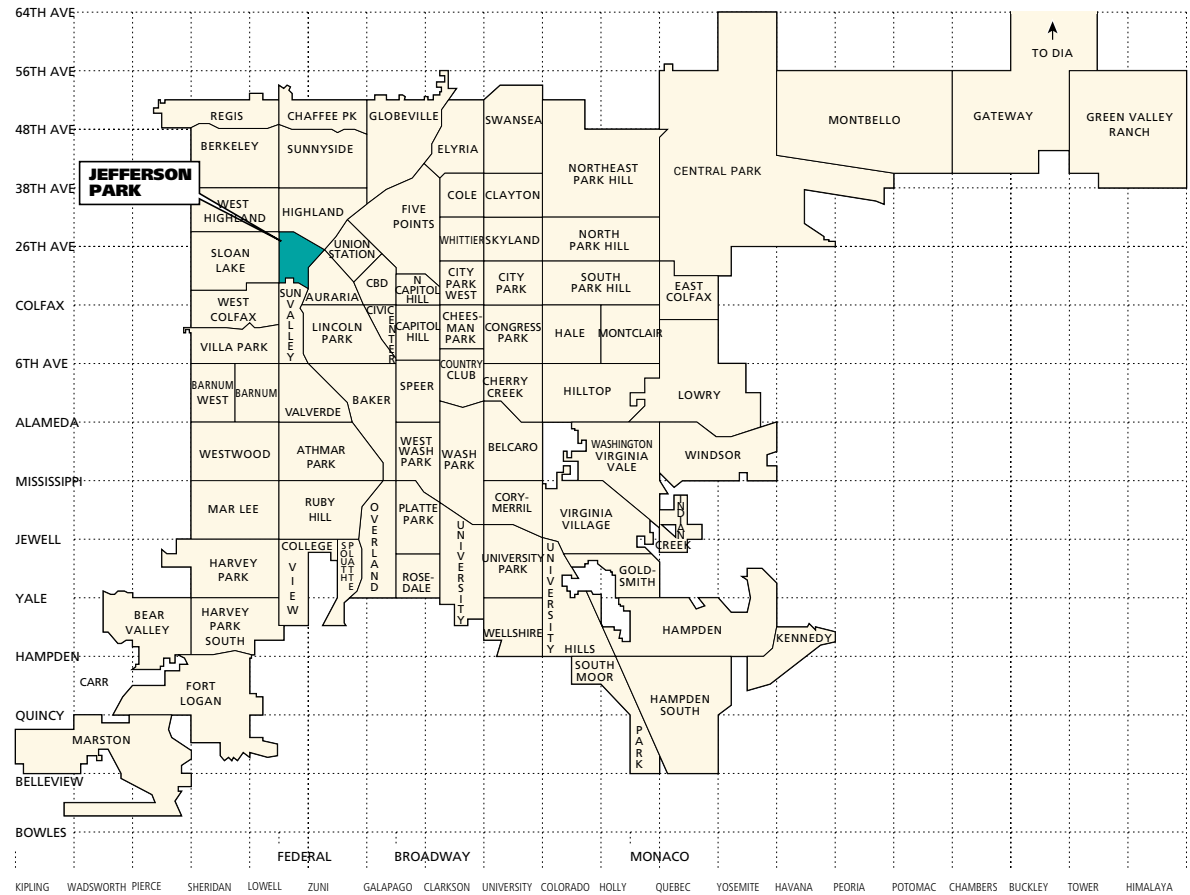 64TH AVE
TO DIA
56TH AVE
REGIS
CHAFFEE PK
GLOBEVILLE
SWANSEA
MONTBELLO
GATEWAY
GREEN VALLEY
RANCH
48TH AVE
BERKELEY
SUNNYSIDE
ELYRIA
NORTHEAST
PARK HILL
CENTRAL PARK
JEFFERSON
PARK
38TH AVE
WEST
HIGHLAND
HIGHLAND
FIVE
POINTS
COLE
CLAYTON
26TH AVE
UNION
STATION
WHITTIER
SKYLAND
NORTH
PARK HILL
SLOAN
LAKE
CBD
N
CAPITOL
HILL
CITY
PARK
WEST
CITY
PARK
SOUTH
PARK HILL
EAST
COLFAX
SUN
VALLEY
AURARIA
COLFAX
WEST
COLFAX
LINCOLN
PARK
CIVIC
CENTER
CAPITOL
HILL
CHEES-
MAN
PARK
CONGRESS
PARK
HALE
MONTCLAIR
VILLA PARK
6TH AVE
BARNUM
WEST
BARNUM
VALVERDE
BAKER
SPEER
COUNTRY
CLUB
CHERRY
CREEK
HILLTOP
LOWRY
ALAMEDA
WESTWOOD
ATHMAR
PARK
WEST
WASH
PARK
WASH
PARK
BELCARO
WASHINGTON
VIRGINIA
VALE
WINDSOR
MISSISSIPPI
MAR LEE
RUBY
HILL
OVERLAND
PLATTE
PARK
UNIVERSITY
CORY-
MERRIL
VIRGINIA
VILLAGE
INDIAN
CREEK
JEWELL
HARVEY
PARK
COLLEGE
VIEW
SOUTH
PLATTE
ROSE-
DALE
UNIVERSITY
PARK
UNIVERSITY
HILLS
GOLD-
SMITH
YALE
BEAR
VALLEY
HARVEY
PARK
SOUTH
WELLSHIRE
HAMPDEN
KENNEDY
HAMPDEN
CARR
FORT
LOGAN
SOUTH
MOOR
PARK
HAMPDEN
SOUTH
QUINCY
MARSTON
BELLEVIEW
BOWLES
FEDERAL
BROADWAY
MONACO
KIPLING
WADSWORTH
PIERCE
SHERIDAN
LOWELL
ZUNI
GALAPAGO
CLARKSON
UNIVERSITY
COLORADO
HOLLY
QUEBEC
YOSEMITE
HAVANA
PEORIA
POTOMAC
CHAMBERS
BUCKLEY
TOWER
HIMALAYA